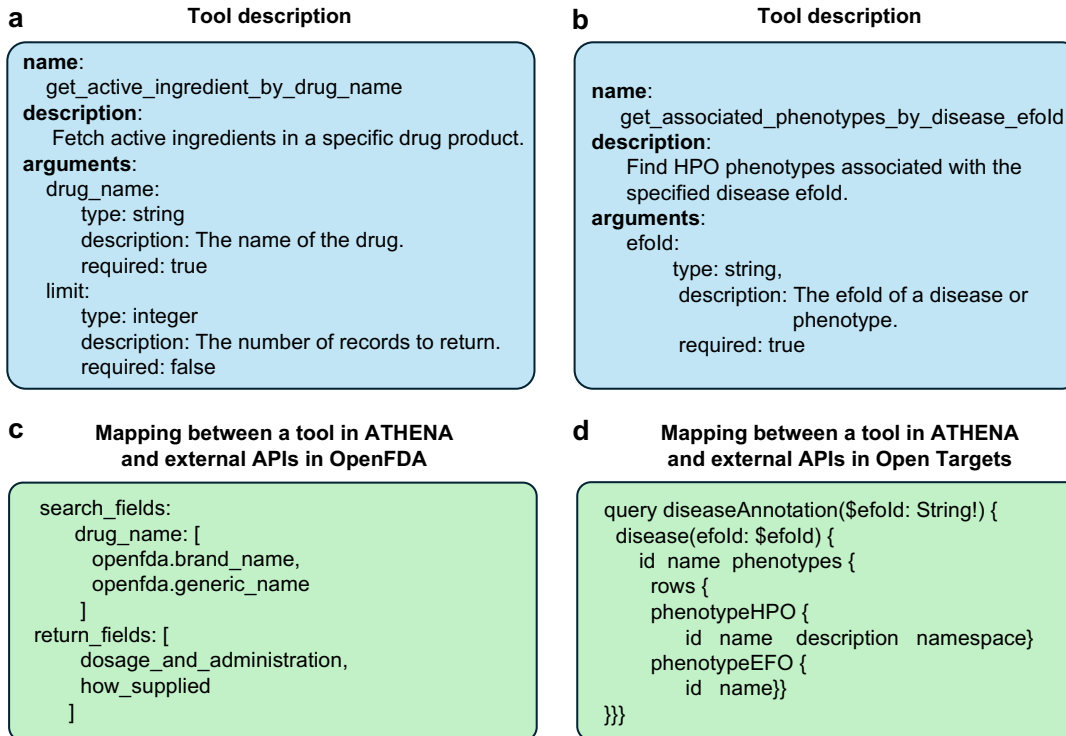 a
Tool description
name:
get_active_ingredient_by_drug_name
description:
Fetch active ingredients in a specific drug product.
arguments:
drug_name:
type: string
description: The name of the drug.
required: true
limit:
type: integer
description: The number of records to return.
required: false
b
Tool description
name:
get_associated_phenotypes_by_disease_efoId
description:
Find HPO phenotypes associated with the
specified disease efoId.
arguments:
efoId:
type: string,
description: The efoId of a disease or
phenotype.
required: true
c
Mapping between a tool in ATHENA
and external APIs in OpenFDA
search_fields:
drug_name: [
openfda.brand_name,
openfda.generic_name
]
return_fields: [
dosage_and_administration,
how_supplied
]
d
Mapping between a tool in ATHENA
and external APIs in Open Targets
query diseaseAnnotation($efoId: String!) {
disease(efoId: $efoId) {
id name phenotypes {
rows {
phenotypeHPO {
id name description namespace}
phenotypeEFO {
id name}}
}}}